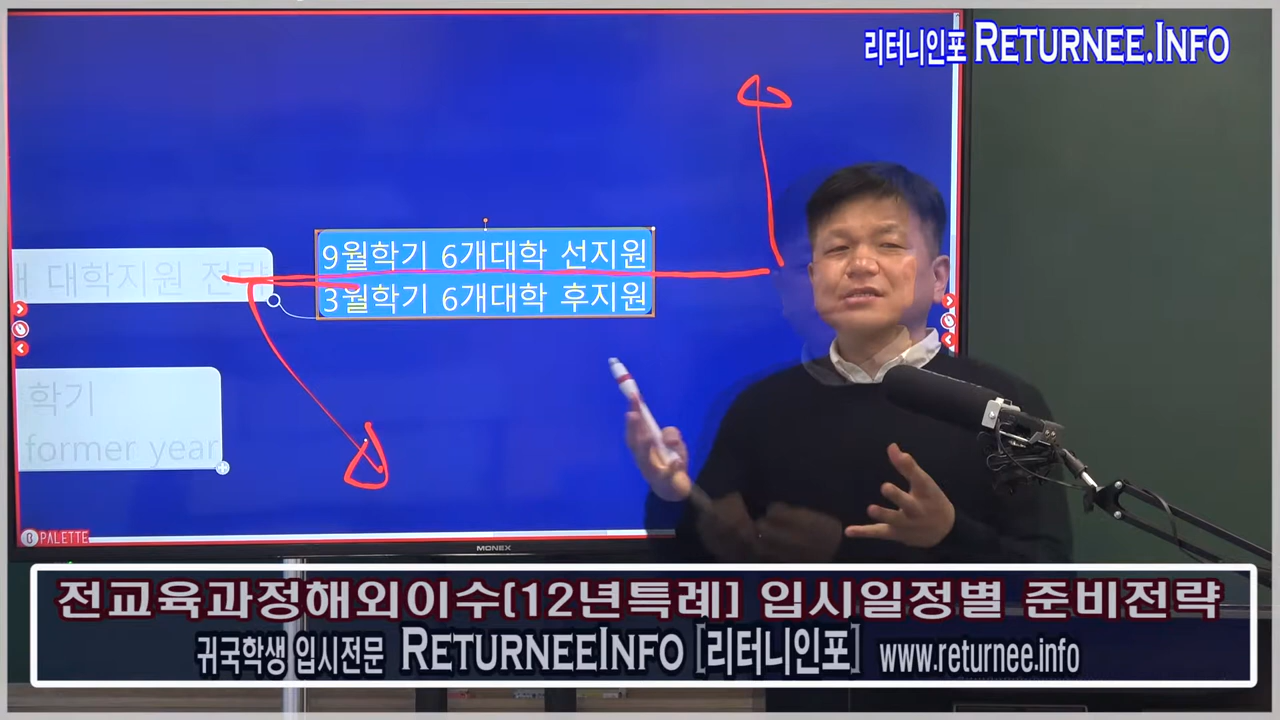 리터니인포 RETURNEE.INFO
대학지원 전략
9월학기 6개대학 선지원
3월학기 6개대학 후지원
학기
former year
PALETTE
MONEX
전교육과정해외이수(12년특례) 입시일정별 준비전략
귀국학생 입시전문 RETURNEEINFO [리터니인포] www.returnee.info